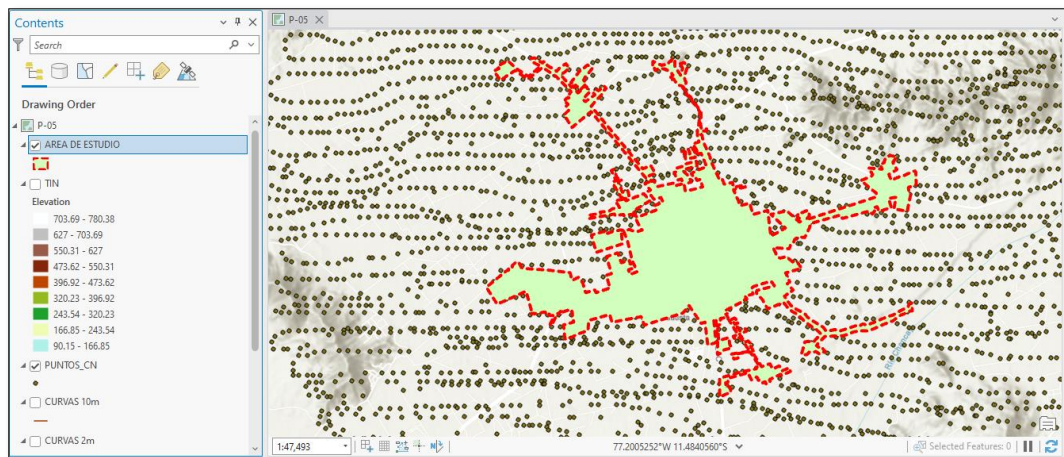 Contents
P-05
Search
Drawing Order
P-05
AREA DE ESTUDIO
TIN
Elevation
703.69 - 780.38
627 - 703.69
550.31 - 627
473.62 - 550.31
396.92 - 473.62
320.23 - 396.92
243.54 - 320.23
166.85 - 243.54
90.15 - 166.85
PUNTOS_CN
CURVAS 10m
CURVAS 2m
1:47,493
77.2005252°W 11.4840560°S
Selected Features: 0